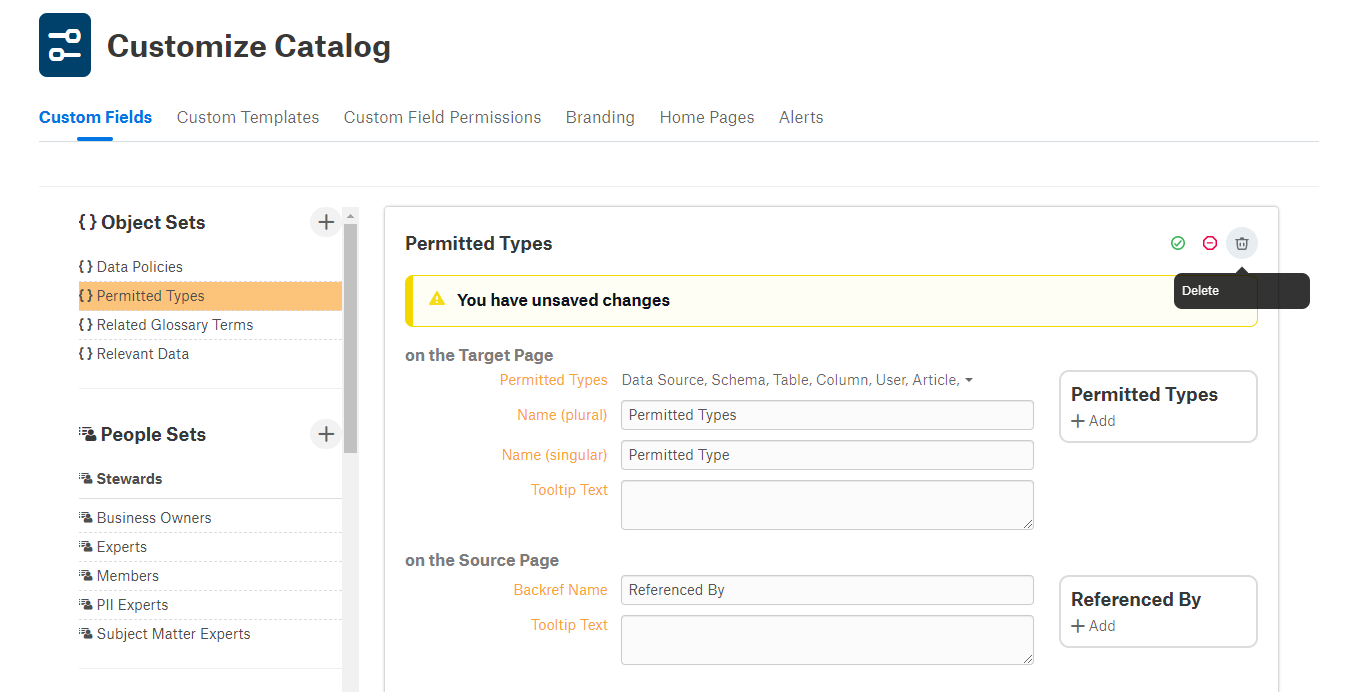 Customize Catalog
Custom Fields Custom Templates Custom Field Permissions Branding Home Pages Alerts
{ } Object Sets
{ } Data Policies
{ } Permitted Types
{ } Related Glossary Terms
{ } Relevant Data
People Sets
Stewards
Business Owners
Experts
Members
PII Experts
Subject Matter Experts
Permitted Types
Delete
You have unsaved changes
on the Target Page
Permitted Types Data Source, Schema, Table, Column, User, Article,
Name (plural) Permitted Types
Name (singular) Permitted Type
Tooltip Text
Permitted Types
+ Add
on the Source Page
Backref Name Referenced By
Tooltip Text
Referenced By
+ Add